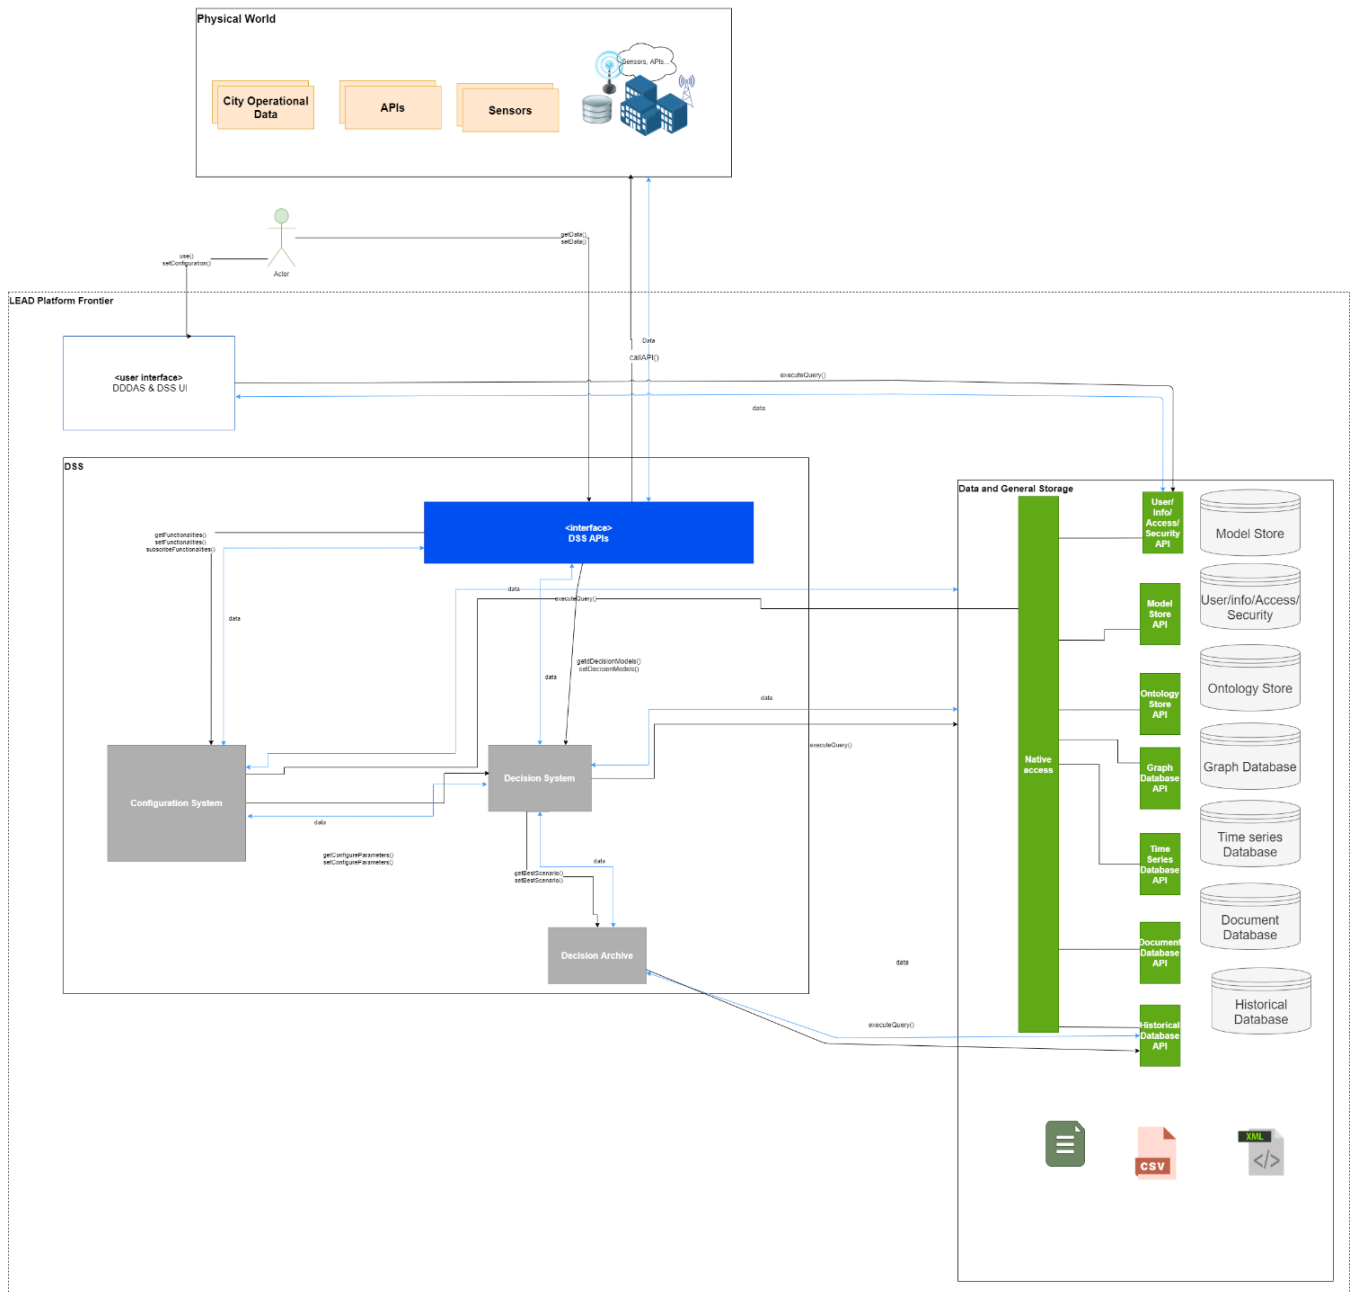 Physical World
Sensors, APIs...
City Operational
Data
APIs
Sensors
getData()
setData()
use()
setConfiguration()
Actor
LEAD Platform Frontier
Data
callAPI()
<user interface>
DDDAS & DSS UI
executeQuery()
data
DSS
Data and General Storage
<interface>
DSS APIs
User/
Info/
Access/
Security
API
Model Store
getFunctionalities()
setFunctionalities()
subscribeFunctionalities()
data
executeQuery()
data
Model
Store
API
User/info/Access/
Security
getdDecisionModels()
setDecisionModels()
data
data
Ontology
Store
API
Ontology Store
executeQuery()
Native
access
Graph
Database
API
Graph Database
Configuration System
Decision System
data
getConfigureParameters()
setConfigureParameters()
data
getBestScenario()
setBestScenario()
Time
Series
Database
API
Time series
Database
Decision Archive
data
Document
Database
API
Document
Database
executeQuery()
Historical
Database
API
Historical
Database
CSV
XML
</>